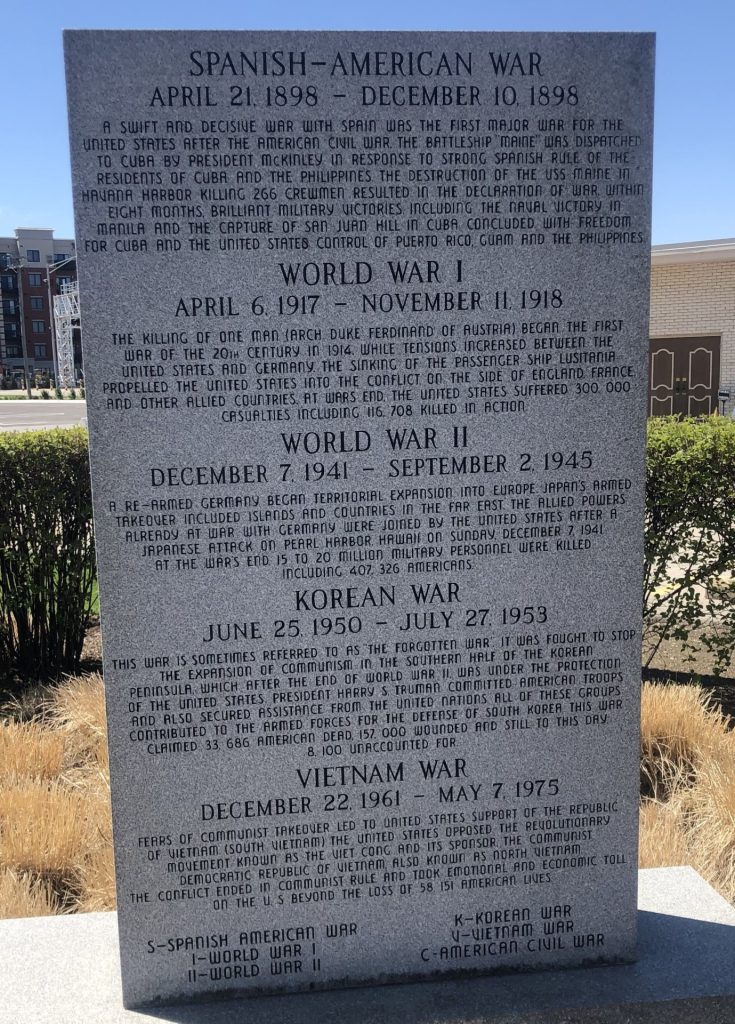 SPANISH-AMERICAN WAR
APRIL 21, 1898 – DECEMBER 10, 1898
A SWIFT AND DECISIVE WAR WITH SPAIN WAS THE FIRST MAJOR WAR FOR THE
UNITED STATES AFTER THE AMERICAN CIVIL WAR. THE BATTLESHIP "MAINE" WAS DISPATCHED
TO CUBA BY PRESIDENT McKINLEY IN RESPONSE TO STRONG SPANISH RULE OF THE
RESIDENTS OF CUBA AND THE PHILIPPINES. THE DESTRUCTION OF THE USS MAINE IN
HAVANA HARBOR KILLING 266 CREWMEN RESULTED IN THE DECLARATION OF WAR. WITHIN
EIGHT MONTHS, BRILLIANT MILITARY VICTORIES, INCLUDING THE NAVAL VICTORY IN
MANILA AND THE CAPTURE OF SAN JUAN HILL IN CUBA, CONCLUDED WITH FREEDOM
FOR CUBA AND THE UNITED STATES CONTROL OF PUERTO RICO, GUAM AND THE PHILIPPINES.
WORLD WAR I
APRIL 6, 1917 – NOVEMBER 11, 1918
THE KILLING OF ONE MAN (ARCH DUKE FERDINAND OF AUSTRIA) BEGAN THE FIRST
WAR OF THE 20TH CENTURY IN 1914. WHILE TENSIONS INCREASED BETWEEN THE
UNITED STATES AND GERMANY, THE SINKING OF THE PASSENGER SHIP LUSITANIA
PROPELLED THE UNITED STATES INTO THE CONFLICT ON THE SIDE OF ENGLAND, FRANCE,
AND OTHER ALLIED COUNTRIES. AT WARS END, THE UNITED STATES SUFFERED 300,000
CASUALTIES INCLUDING 116,708 KILLED IN ACTION.
WORLD WAR II
DECEMBER 7, 1941 – SEPTEMBER 2, 1945
A RE-ARMED GERMANY BEGAN TERRITORIAL EXPANSION INTO EUROPE. JAPAN'S ARMED
TAKEOVER INCLUDED ISLANDS AND COUNTRIES IN THE FAR EAST. THE ALLIED POWERS
ALREADY AT WAR WITH GERMANY WERE JOINED BY THE UNITED STATES AFTER A
JAPANESE ATTACK ON PEARL HARBOR, HAWAII ON SUNDAY, DECEMBER 7, 1941.
AT THE WAR'S END 15 TO 20 MILLION MILITARY PERSONNEL WERE KILLED,
INCLUDING 407,326 AMERICANS.
KOREAN WAR
JUNE 25, 1950 – JULY 27, 1953
THIS WAR IS SOMETIMES REFERRED TO AS "THE FORGOTTEN WAR". IT WAS FOUGHT TO STOP
THE EXPANSION OF COMMUNISM IN THE SOUTHERN HALF OF THE KOREAN
PENINSULA, WHICH AFTER THE END OF WORLD WAR II, WAS UNDER THE PROTECTION
OF THE UNITED STATES. PRESIDENT HARRY S. TRUMAN COMMITTED AMERICAN TROOPS
AND ALSO SECURED ASSISTANCE FROM THE UNITED NATIONS. ALL OF THESE GROUPS
CONTRIBUTED TO THE ARMED FORCES FOR THE DEFENSE OF SOUTH KOREA. THIS WAR
CLAIMED 33,686 AMERICAN DEAD, 157,000 WOUNDED AND STILL TO THIS DAY,
8,100 UNACCOUNTED FOR.
VIETNAM WAR
DECEMBER 22, 1961 – MAY 7, 1975
FEARS OF COMMUNIST TAKEOVER LED TO UNITED STATES SUPPORT OF THE REPUBLIC
OF VIETNAM (SOUTH VIETNAM). THE UNITED STATES OPPOSED THE REVOLUTIONARY
MOVEMENT KNOWN AS THE VIET CONG AND ITS SPONSOR, THE COMMUNIST
DEMOCRATIC REPUBLIC OF VIETNAM, ALSO KNOWN AS NORTH VIETNAM.
THE CONFLICT ENDED IN COMMUNIST RULE AND TOOK EMOTIONAL AND ECONOMIC TOLL
ON THE U.S. BEYOND THE LOSS OF 58,151 AMERICAN LIVES.
S-SPANISH AMERICAN WAR
I-WORLD WAR I
II-WORLD WAR II
K-KOREAN WAR
V-VIETNAM WAR
C-AMERICAN CIVIL WAR